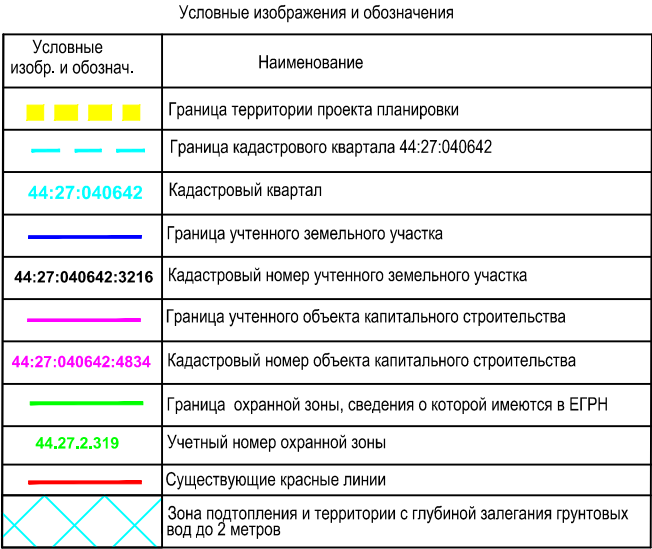 Условные изображения и обозначения
Условные
изобр. и обознач.
Наименование
Граница территории проекта планировки
Граница кадастрового квартала 44:27:040642
44:27:040642 Кадастровый квартал
Граница учтенного земельного участка
44:27:040642:3216 Кадастровый номер учтенного земельного участка
Граница учтенного объекта капитального строительства
44:27:040642:4834 Кадастровый номер объекта капитального строительства
Граница охранной зоны, сведения о которой имеются в ЕГРН
44.27.2.319 Учетный номер охранной зоны
Существующие красные линии
Зона подтопления и территории с глубиной залегания грунтовых
вод до 2 метров